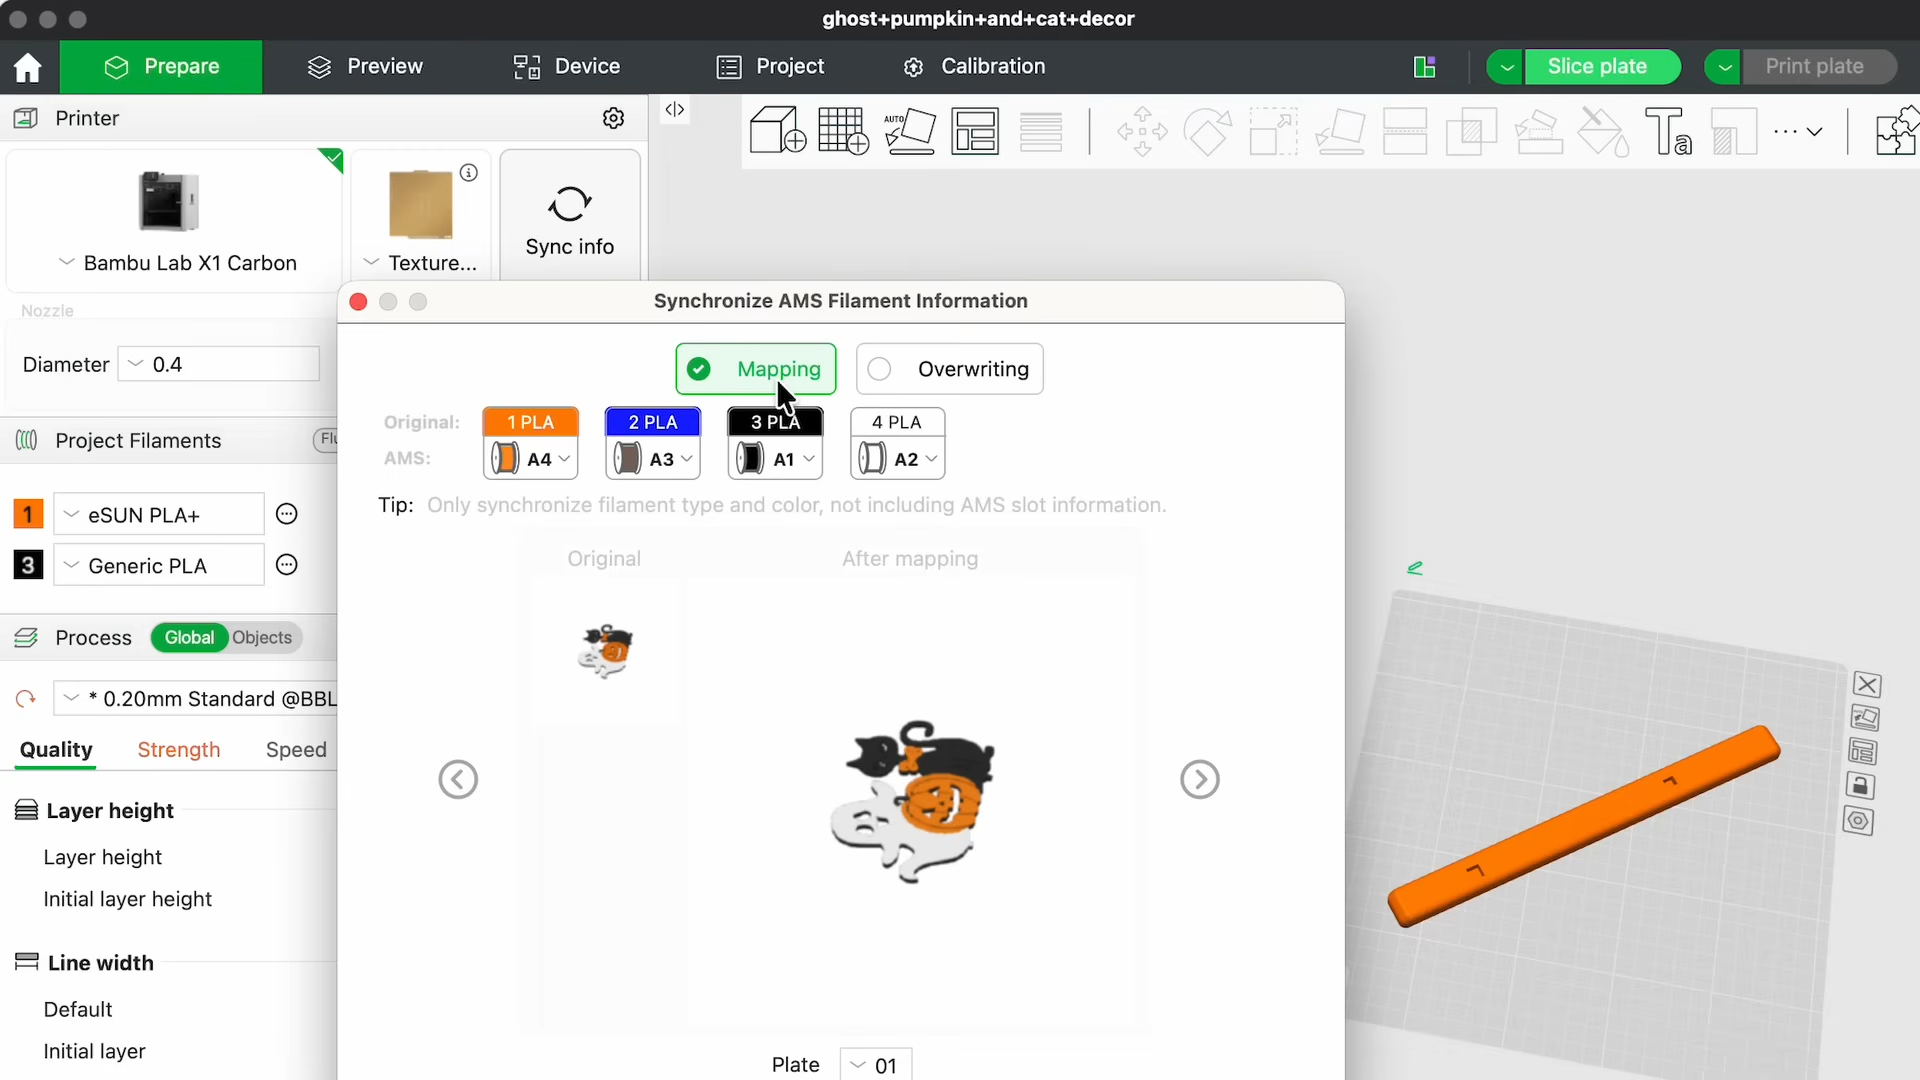 ghost+pumpkin+and+cat+decor
Prepare
Preview
Device
Project
Calibration
Slice plate
Print plate
Printer
AUTO
Bambu Lab X1 Carbon
Texture...
Sync info
Nozzle
Diameter
0.4
Synchronize AMS Filament Information
Mapping
Overwriting
Original:
1 PLA
2 PLA
3 PLA
4 PLA
AMS:
A4
A3
A1
A2
Tip: Only synchronize filament type and color, not including AMS slot information.
Project Filaments
Flu
1
eSUN PLA+
3
Generic PLA
Original
After mapping
Process
Global
Objects
* 0.20mm Standard @BBL
Quality
Strength
Speed
Layer height
Layer height
Initial layer height
Line width
Default
Initial layer
Plate
01